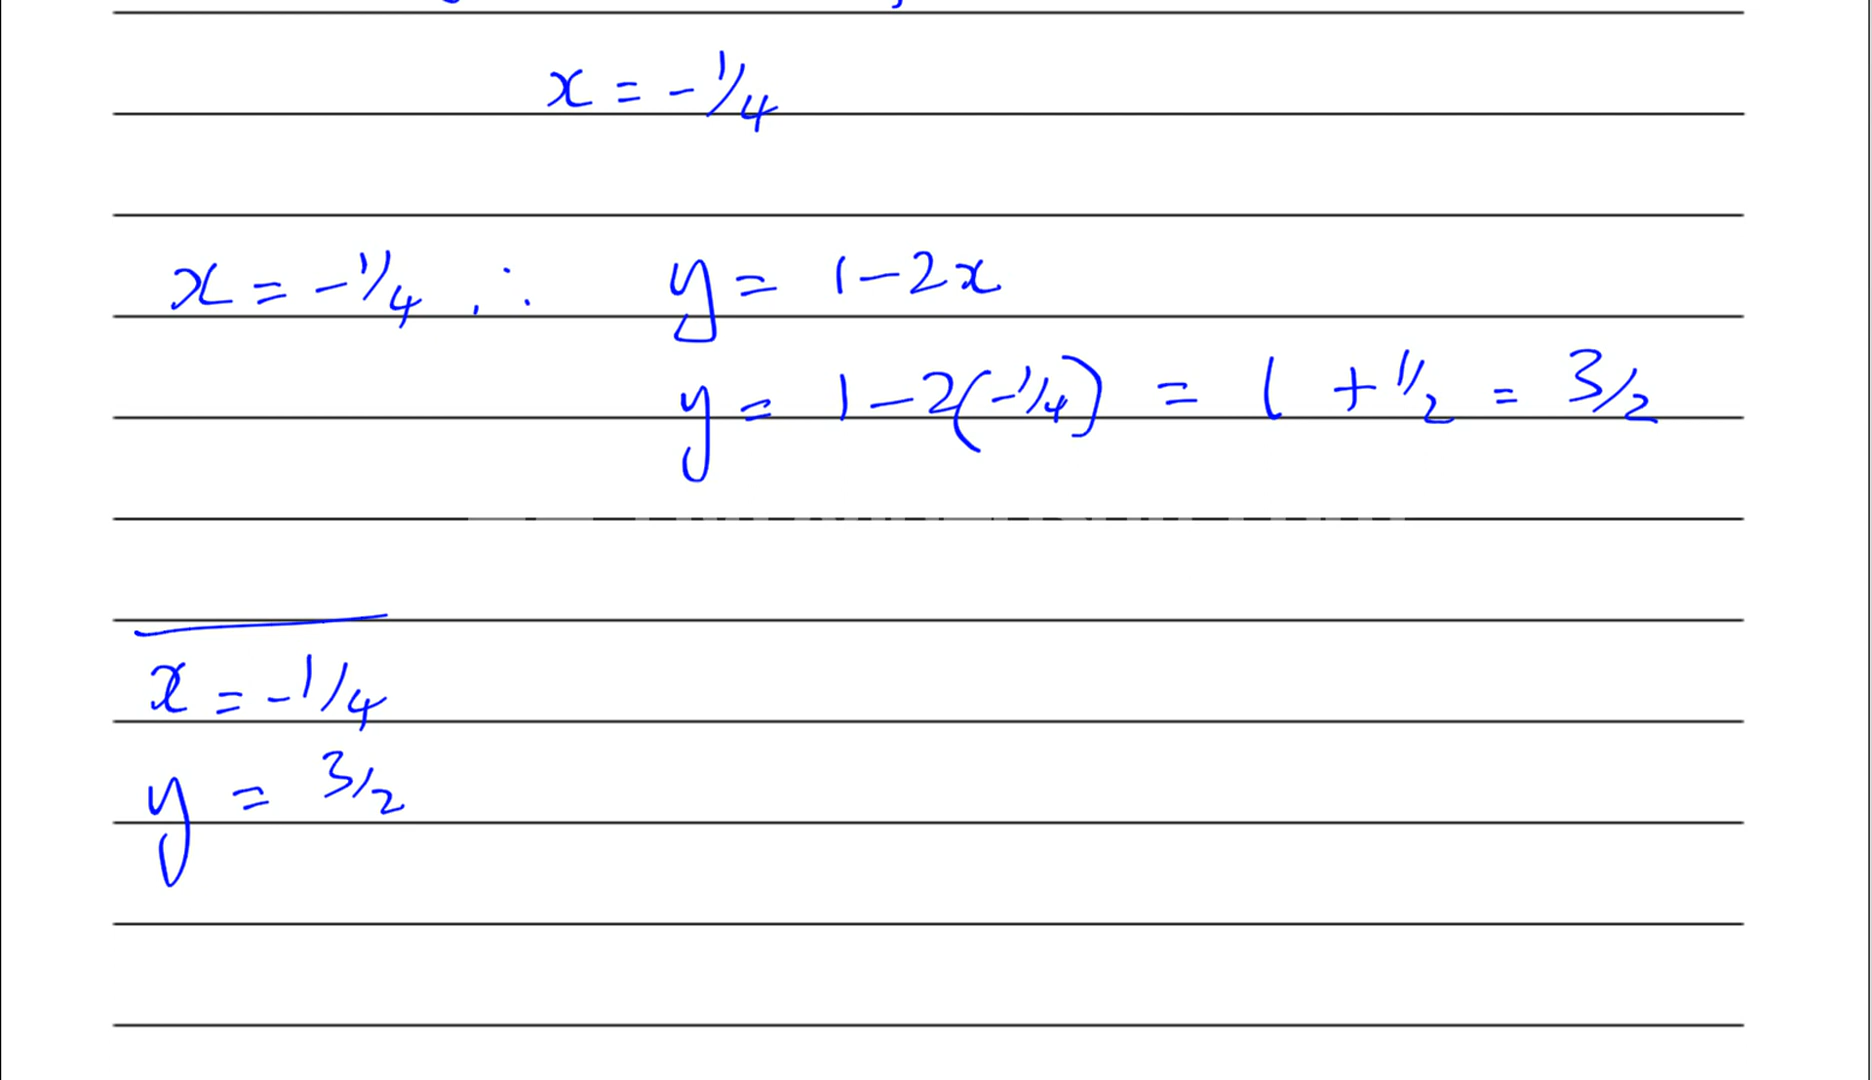 x = -1/4
x = -1/4 , ∴ y = 1-2x
y = 1-2(-1/4) = 1 + 1/2 = 3/2
x = -1/4
y = 3/2